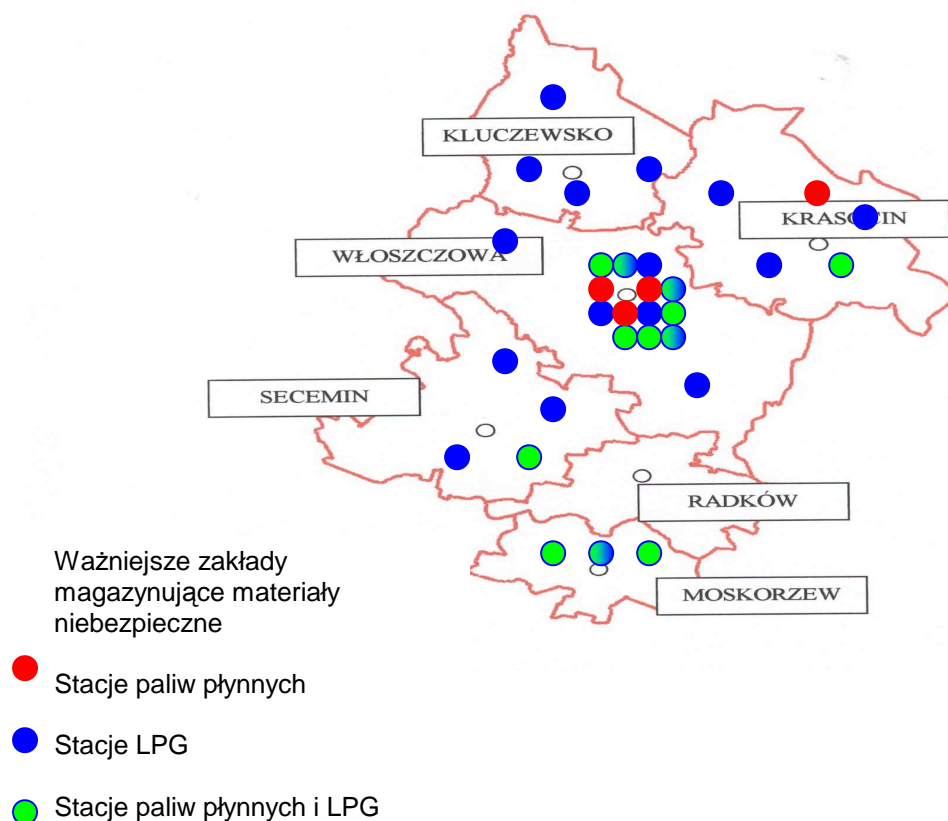 KLUCZEWSKO
KRASOCIN
WŁOSZCZOWA
SECEMIN
RADKÓW
MOSKORZEW
Ważniejsze zakłady
magazynujące materiały
niebezpieczne
Stacje paliw płynnych
Stacje LPG
Stacje paliw płynnych i LPG